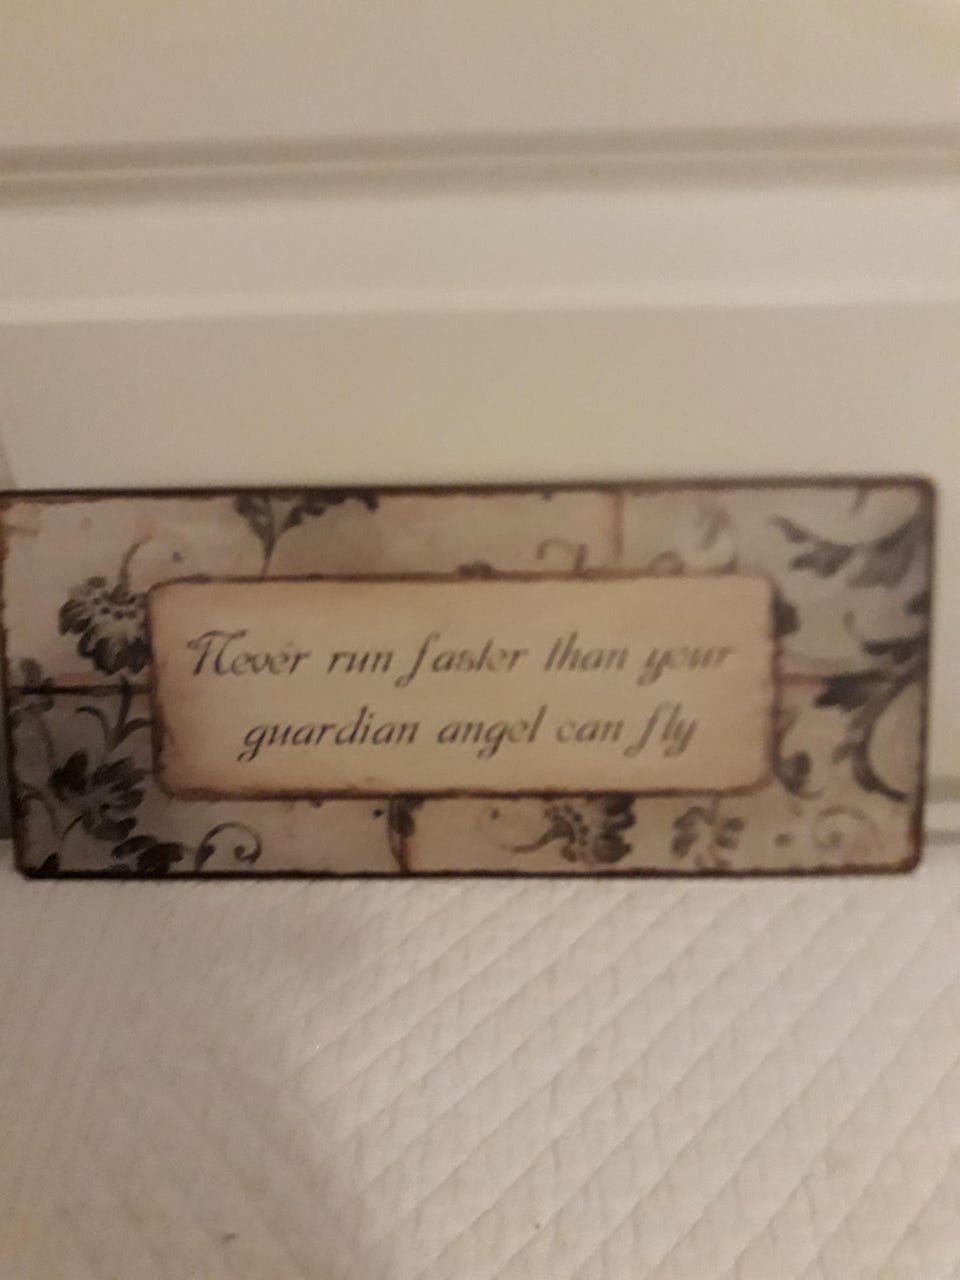 Never run faster than your
guardian angel can fly